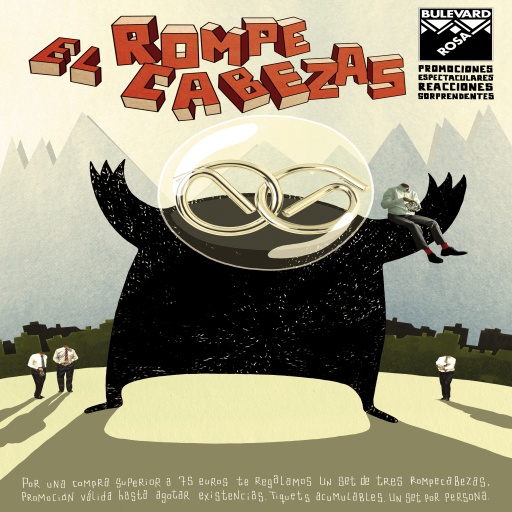 EL ROMPE
CABEZAS
BULEVARD
ROSA
PROMOCIONES
ESPECTACULARES
REACCIONES
SORPRENDENTES
Por una compra superior a 75 euros te regalamos un set de tres rompecabezas.
Promocion válida hasta agotar existencias. Tiquets acumulables. Un set por persona.